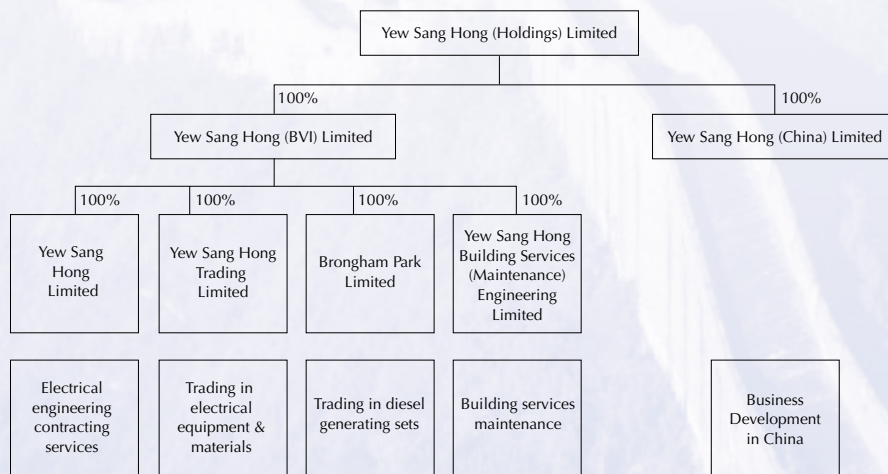 Yew Sang Hong (Holdings) Limited
100%
100%
Yew Sang Hong (BVI) Limited
Yew Sang Hong (China) Limited
100%
100%
100%
100%
Yew Sang
Hong
Limited
Yew Sang Hong
Trading
Limited
Brongham Park
Limited
Yew Sang Hong
Building Services
(Maintenance)
Engineering
Limited
Electrical
engineering
contracting
services
Trading in
electrical
equipment &
materials
Trading in diesel
generating sets
Building services
maintenance
Business
Development
in China